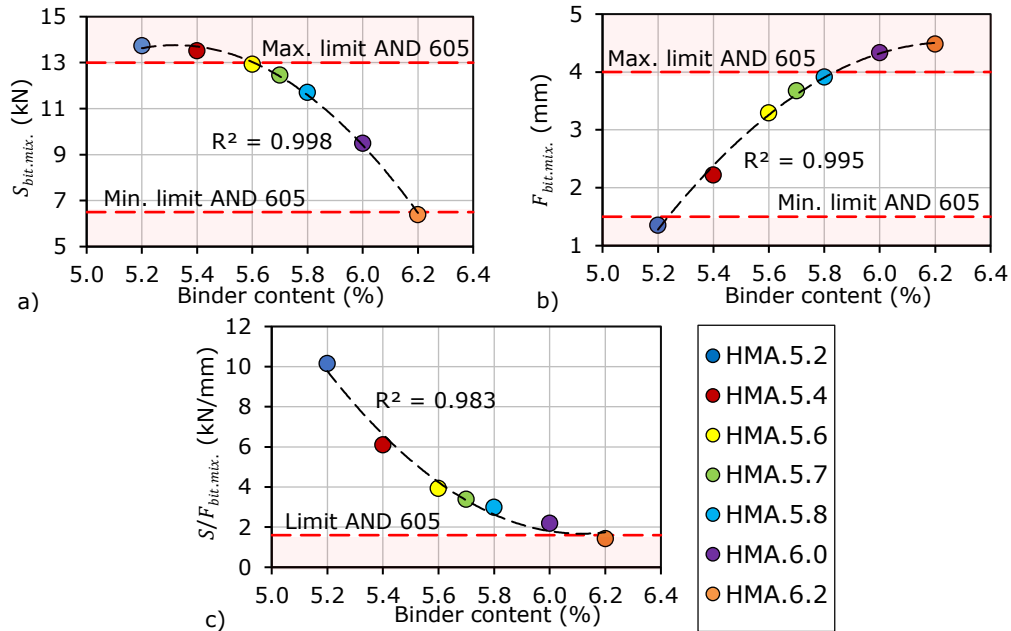 15
13
11
9
7
5
S bit.mix. (kN)
Max. limit AND 605
R² = 0.998
Min. limit AND 605
5.0 5.2 5.4 5.6 5.8 6.0 6.2 6.4
Binder content (%)
a)
5
4
3
2
1
F bit.mix. (mm)
Max. limit AND 605
R² = 0.995
Min. limit AND 605
5.0 5.2 5.4 5.6 5.8 6.0 6.2 6.4
Binder content (%)
b)
12
10
8
6
4
2
0
S/F bit.mix. (kN/mm)
R² = 0.983
Limit AND 605
5.0 5.2 5.4 5.6 5.8 6.0 6.2 6.4
Binder content (%)
c)
HMA.5.2
HMA.5.4
HMA.5.6
HMA.5.7
HMA.5.8
HMA.6.0
HMA.6.2